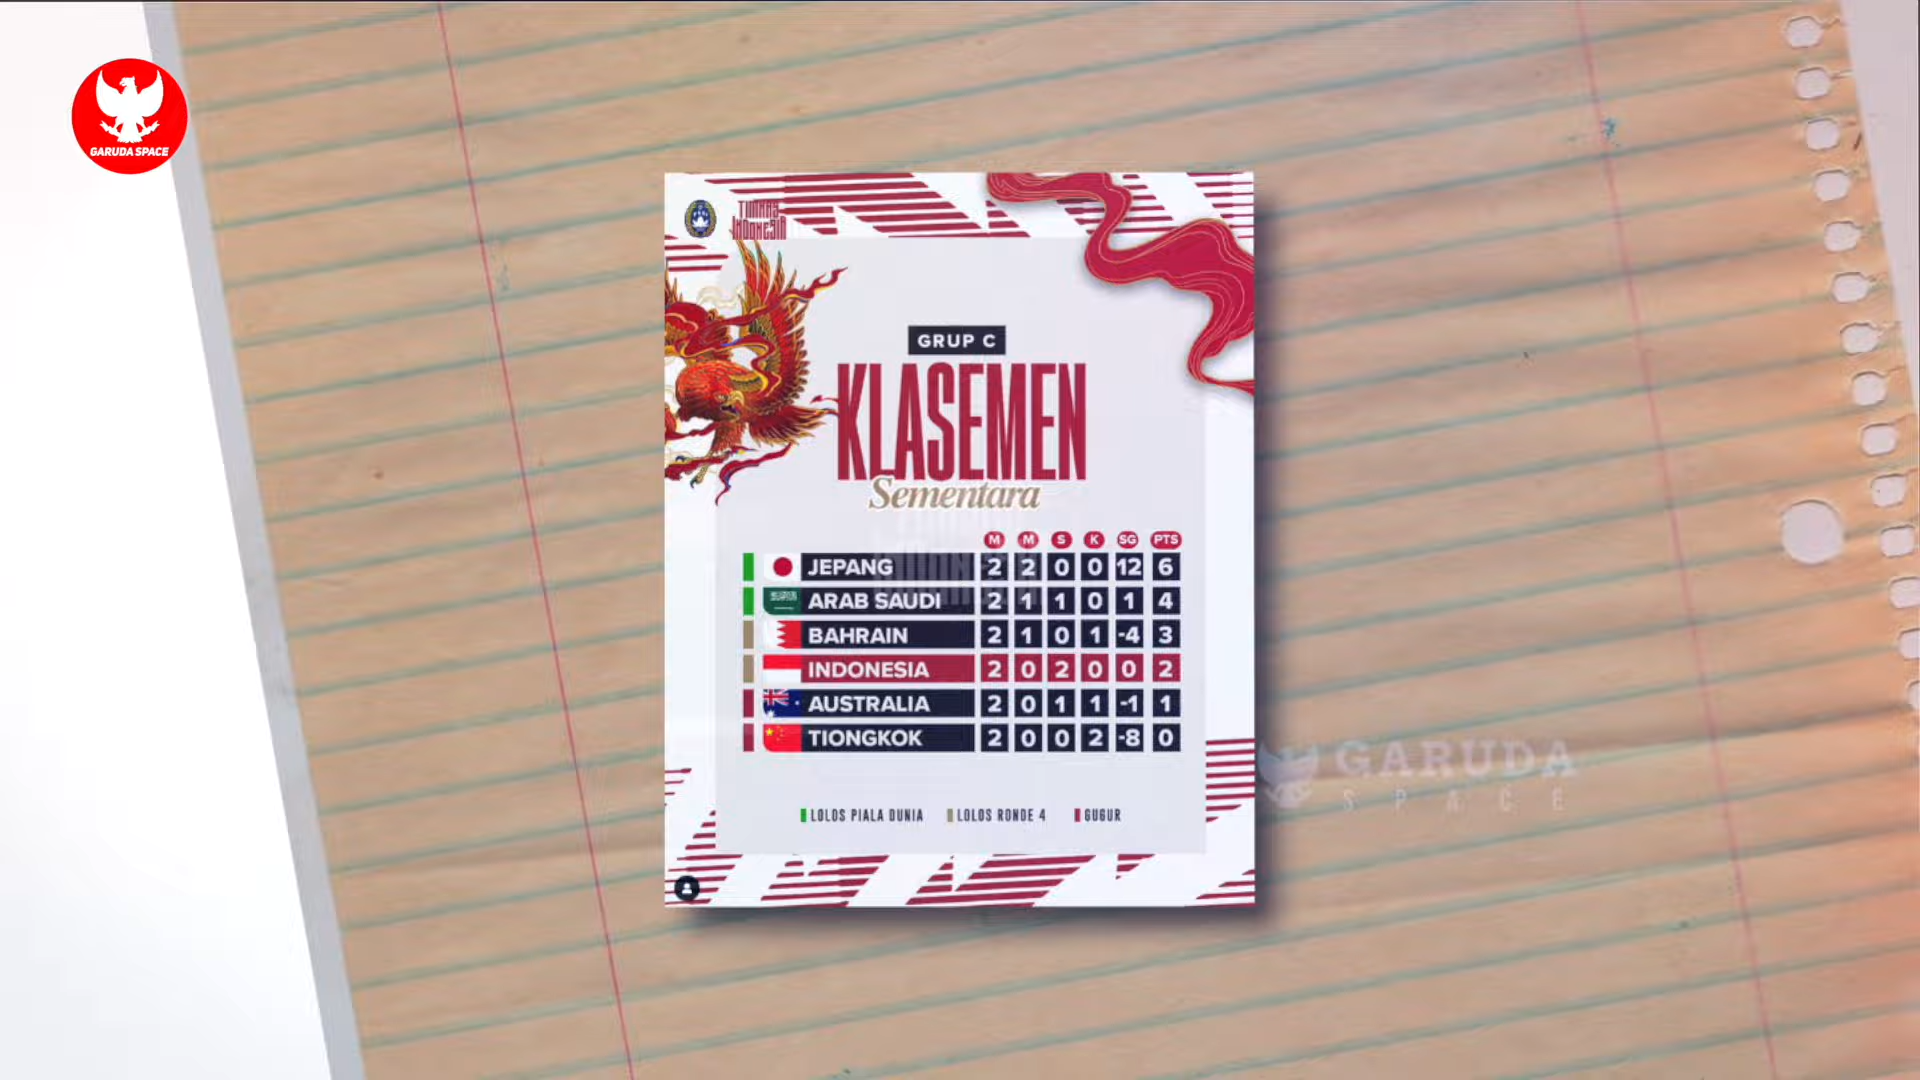 GARUDA SPACE
TIMNAS
INDONESIA
GRUP C
KLASEMEN
Sementara
M M S K SG PTS
JEPANG 2 2 0 0 12 6
ARAB SAUDI 2 1 1 0 1 4
BAHRAIN 2 1 0 1 -4 3
INDONESIA 2 0 2 0 0 2
AUSTRALIA 2 0 1 1 -1 1
TIONGKOK 2 0 0 2 -8 0
GARUDA
SPACE
LOLOS PIALA DUNIA LOLOS RONDE 4 GUGUR